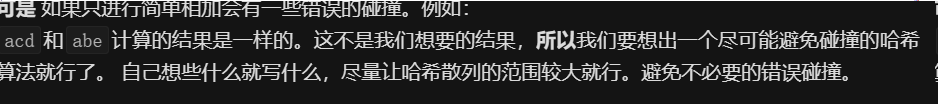 可是 如果只进行简单相加会有一些错误的碰撞。例如：
acd 和 abe 计算的结果是一样的。这不是我们想要的结果，所以我们要想出一个尽可能避免碰撞的哈希
算法就行了。 自己想些什么就写什么，尽量让哈希散列的范围较大就行。避免不必要的错误碰撞。